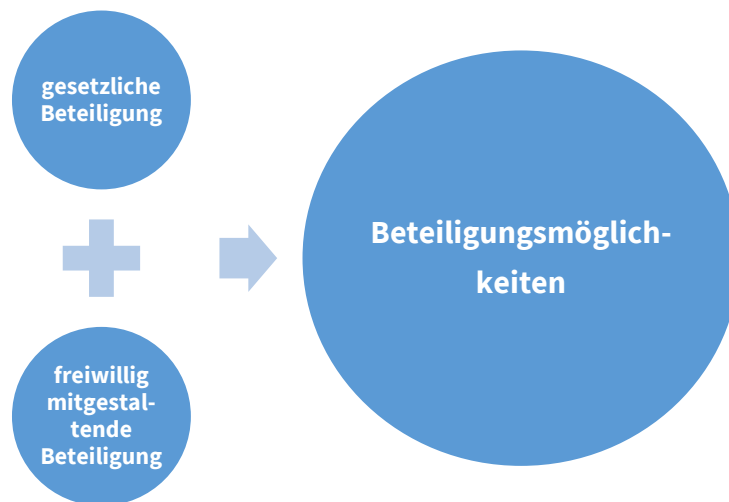 gesetzliche
Beteiligung
freiwillig
mitgestal-
tende
Beteiligung
Beteiligungsmöglich-
keiten